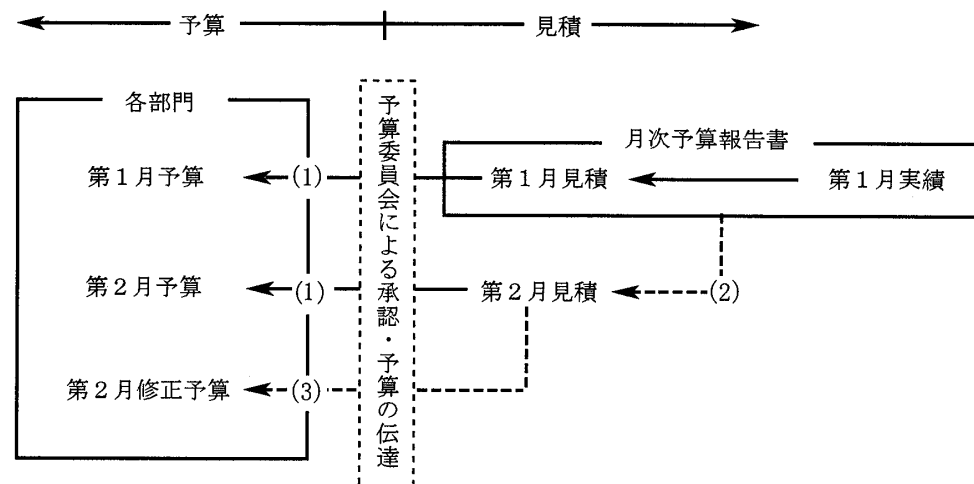 予算
見積
各部門
予算委員会による承認・予算の伝達
月次予算報告書
第1月予算
(1)
第1月見積
第1月実績
第2月予算
(1)
第2月見積
(2)
第2月修正予算
(3)